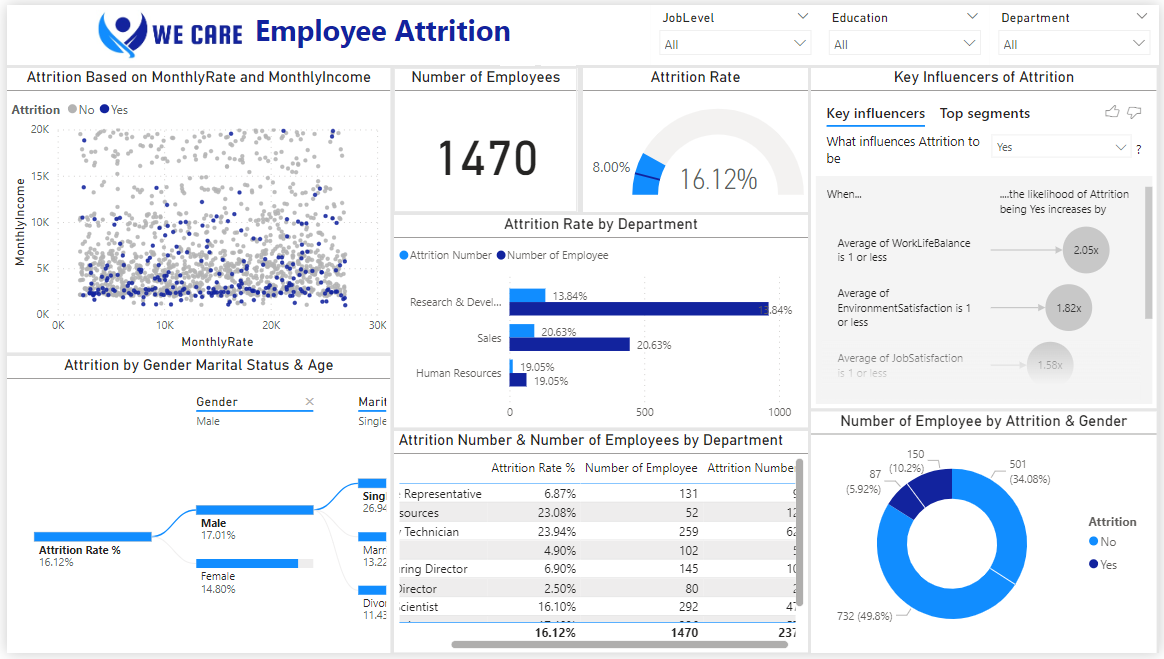 WE CARE
Employee Attrition
JobLevel
All
Education
All
Department
All
Attrition Based on MonthlyRate and MonthlyIncome
Attrition No Yes
20K
15K
10K
5K
0K
MonthlyIncome
0K 10K 20K 30K
MonthlyRate
Number of Employees
1470
Attrition Rate
8.00%
16.12%
Key Influencers of Attrition
Key influencers Top segments
What influences Attrition to
be
Yes
?
When...
....the likelihood of Attrition
being Yes increases by
Average of WorkLifeBalance
is 1 or less
2.05x
Average of
EnvironmentSatisfaction is 1
or less
1.82x
Average of JobSatisfaction
is 1 or less
1.58x
Attrition Rate by Department
Attrition Number Number of Employee
Research & Devel...
13.84%
13.84%
Sales
20.63%
20.63%
Human Resources
19.05%
19.05%
0 500 1000
Attrition by Gender Marital Status & Age
Gender
Male
Marit
Single
Attrition Rate %
16.12%
Male
17.01%
Female
14.80%
Singl
26.94
Marr
13.22
Divo
11.43
Attrition Number & Number of Employees by Department
Attrition Rate % Number of Employee Attrition Number
Representative 6.87% 131 9
sources 23.08% 52 12
Technician 23.94% 259 62
4.90% 102 5
uring Director 6.90% 145 10
Director 2.50% 80 2
cientist 16.10% 292 47
16.12% 1470 237
Number of Employee by Attrition & Gender
150
(10.2%)
87
(5.92%)
501
(34.08%)
732 (49.8%)
Attrition
No
Yes